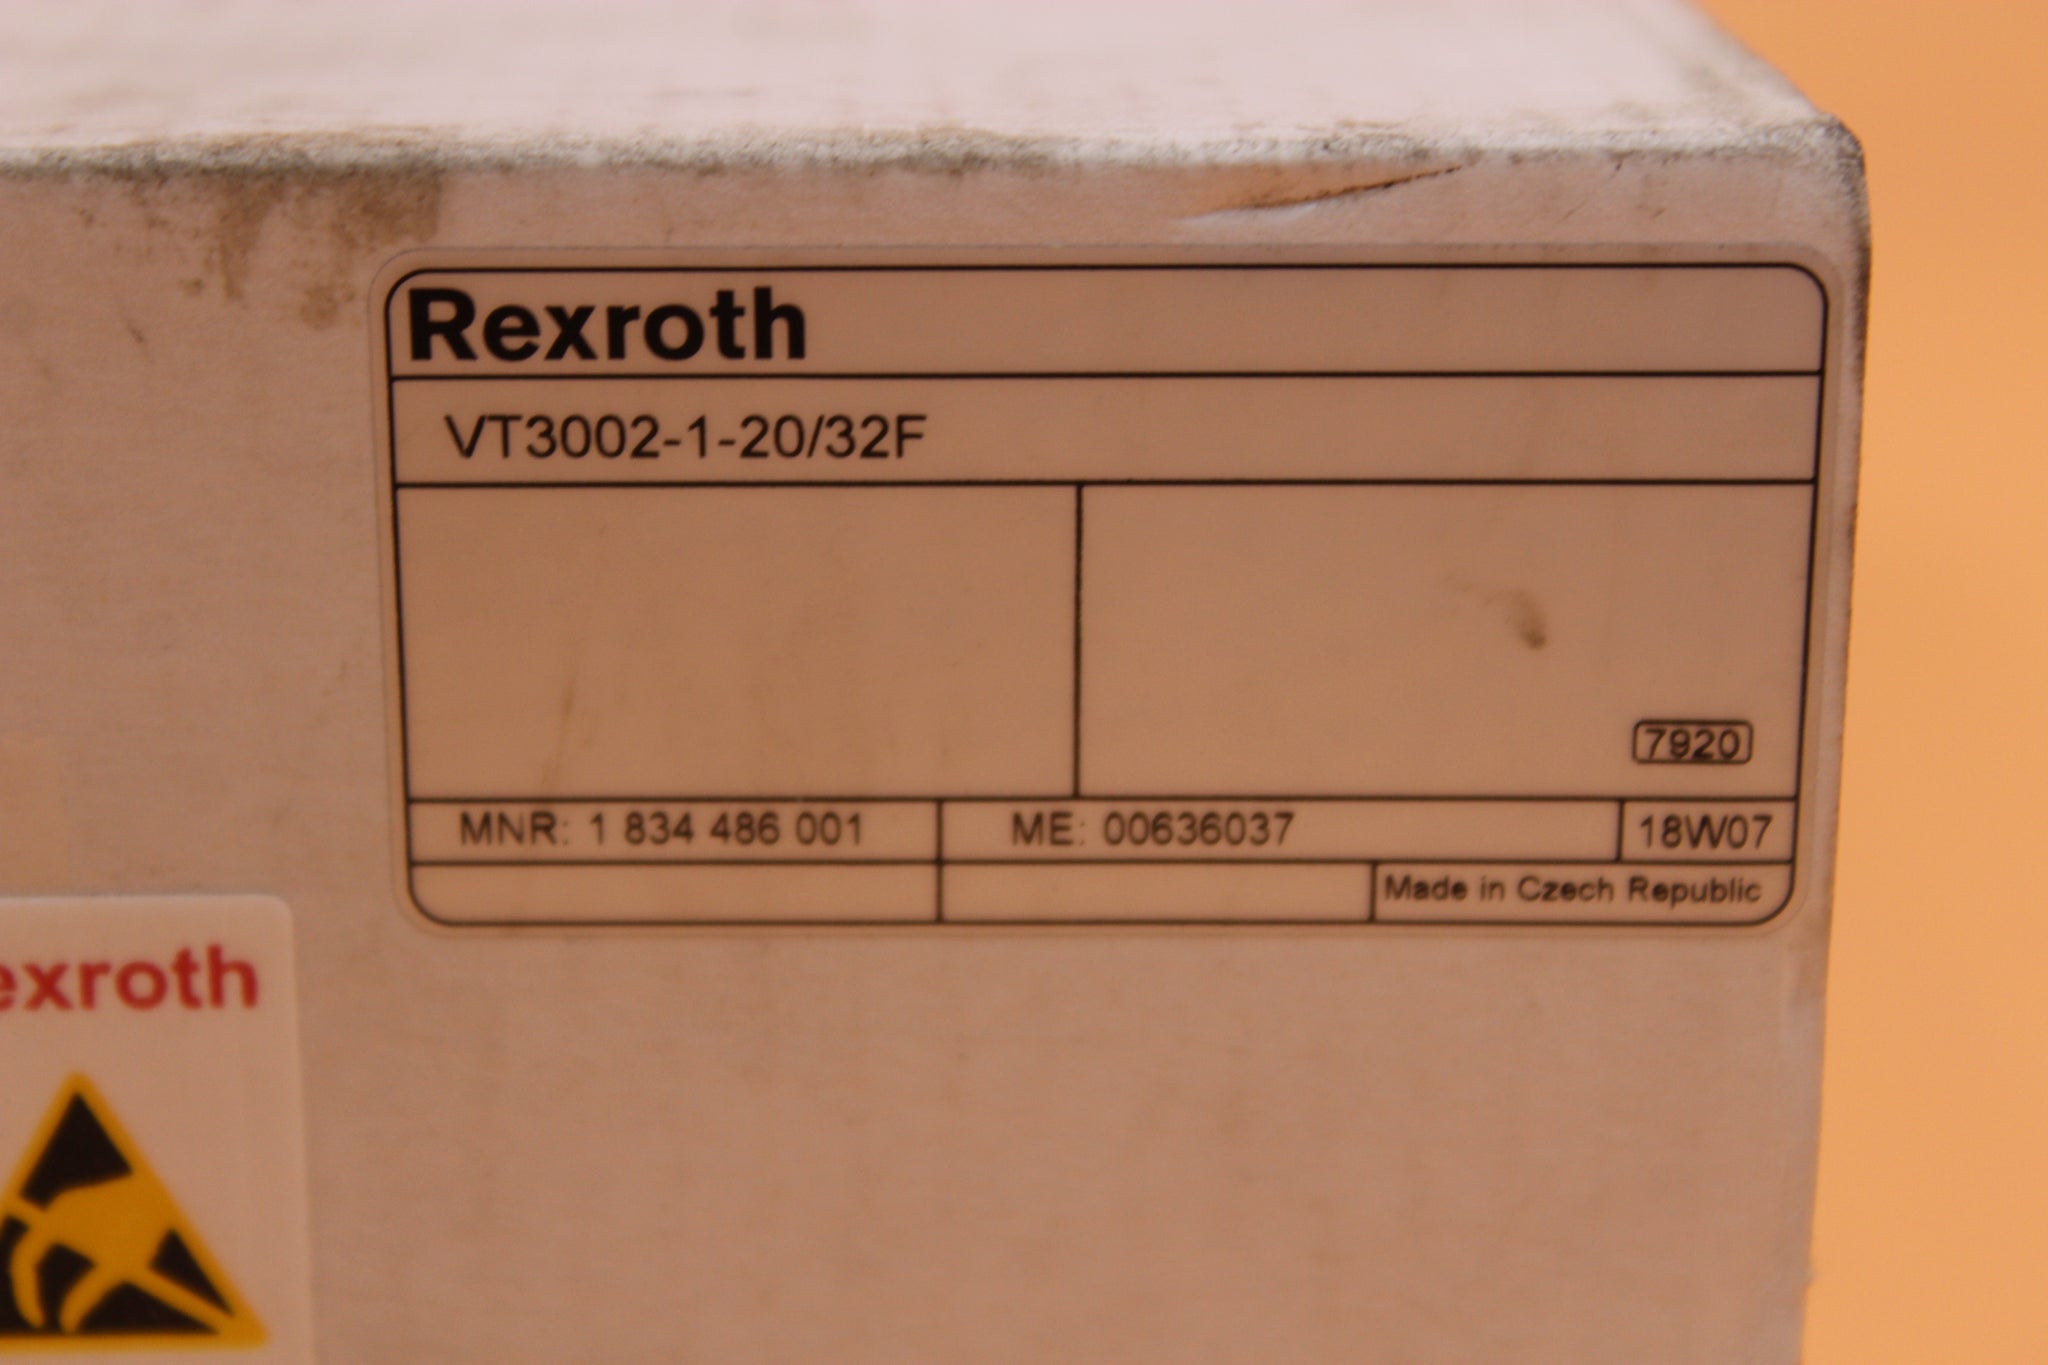 Rexroth
VT3002-1-20/32F
7920
MNR: 1 834 486 001
ME: 00636037
18W07
Made in Czech Republic
exroth